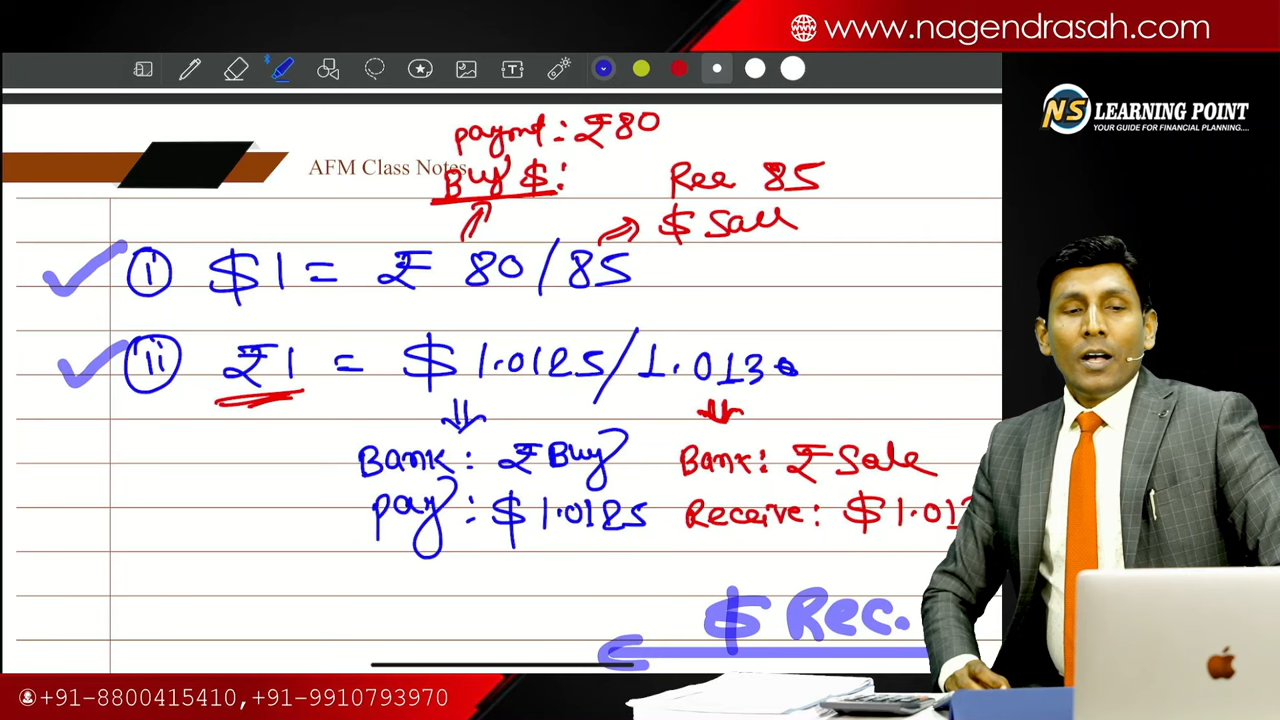 www.nagendrasah.com
NS LEARNING POINT
YOUR GUIDE FOR FINANCIAL PLANNING....
payment: ₹80
AFM Class Notes
Buy $:
Rec 85
$ Sale
(i) $1 = ₹ 80/85
(ii) ₹1 = $ 1.0125/1.013
Bank: ₹ Buy
Bank: ₹ Sale
Pay: $ 1.0125
Receive: $1.01
$ Rec.
+91-8800415410,+91-9910793970